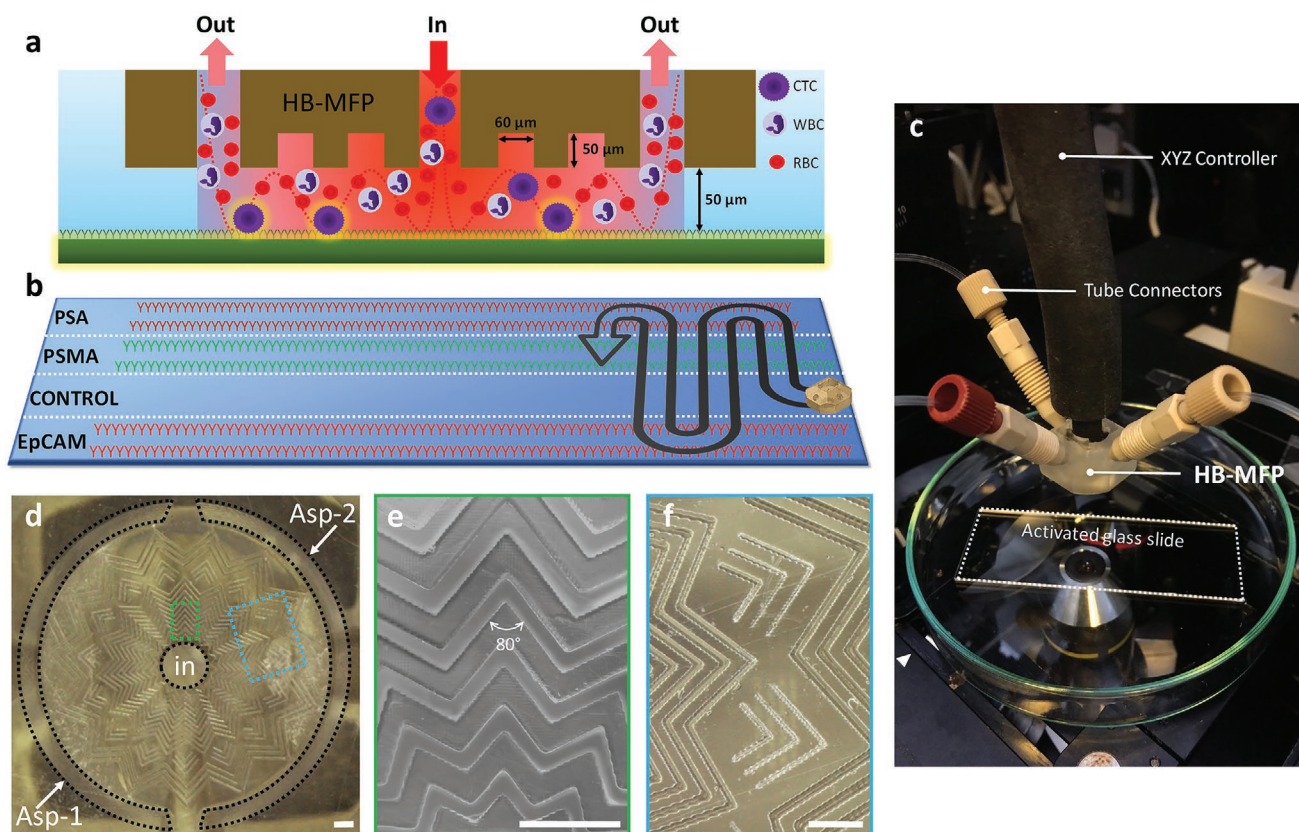 a
Out
In
Out
HB-MFP
60 µm
50 µm
50 µm
CTC
WBC
RBC
b
PSA
PSMA
CONTROL
EpCAM
c
XYZ Controller
Tube Connectors
HB-MFP
Activated glass slide
10
d
Asp-2
in
Asp-1
e
80°
f